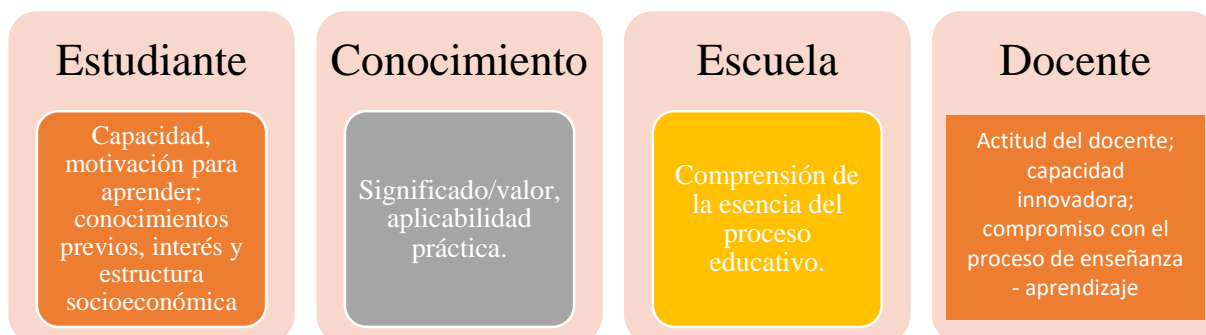 Estudiante
Capacidad,
motivación para
aprender;
conocimientos
previos, interés y
estructura
socioeconómica
Conocimiento
Significado/valor,
aplicabilidad
práctica.
Escuela
Comprensión de
la esencia del
proceso
educativo.
Docente
Actitud del docente;
capacidad
innovadora;
compromiso con el
proceso de enseñanza
- aprendizaje